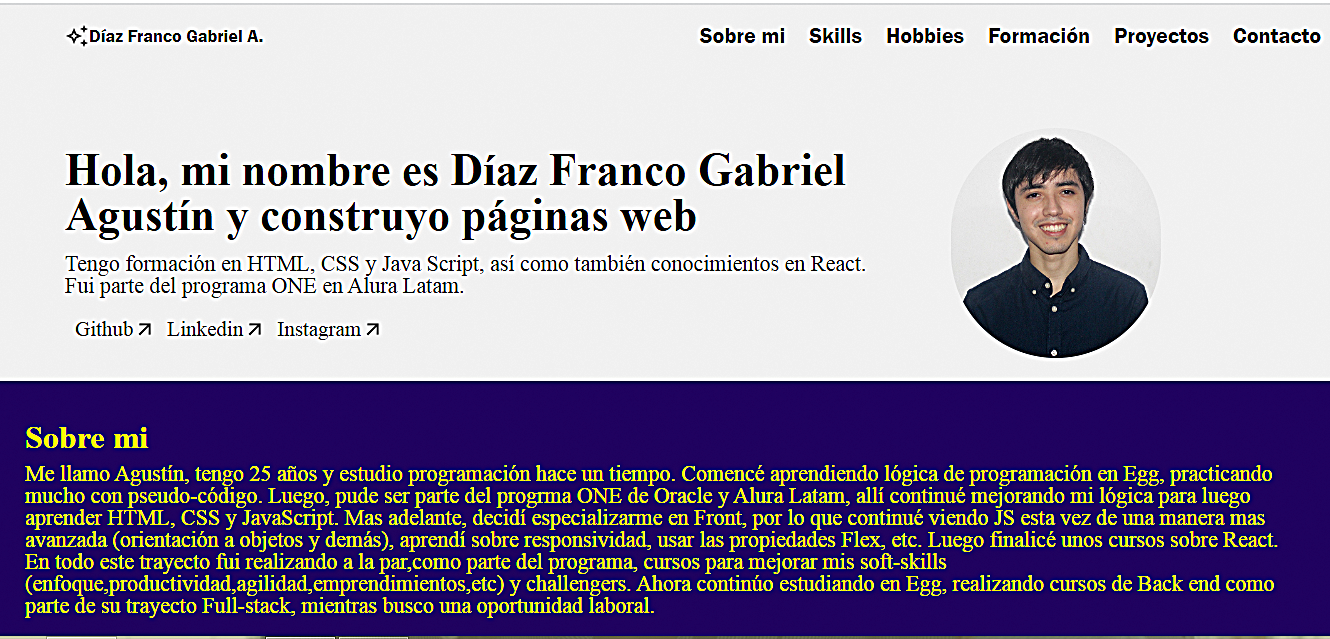 Díaz Franco Gabriel A.
Sobre mi Skills Hobbies Formación Proyectos Contacto
Hola, mi nombre es Díaz Franco Gabriel
Agustín y construyo páginas web
Tengo formación en HTML, CSS y Java Script, así como también conocimientos en React.
Fui parte del programa ONE en Alura Latam.
Github Linkedin Instagram
Sobre mi
Me llamo Agustín, tengo 25 años y estudio programación hace un tiempo. Comencé aprendiendo lógica de programación en Egg, practicando
mucho con pseudo-código. Luego, pude ser parte del progrma ONE de Oracle y Alura Latam, allí continué mejorando mi lógica para luego
aprender HTML, CSS y JavaScript. Mas adelante, decidí especializarme en Front, por lo que continué viendo JS esta vez de una manera mas
avanzada (orientación a objetos y demás), aprendí sobre responsividad, usar las propiedades Flex, etc. Luego finalicé unos cursos sobre React.
En todo este trayecto fui realizando a la par,como parte del programa, cursos para mejorar mis soft-skills
(enfoque,productividad,agilidad,emprendimientos,etc) y challengers. Ahora continúo estudiando en Egg, realizando cursos de Back end como
parte de su trayecto Full-stack, mientras busco una oportunidad laboral.